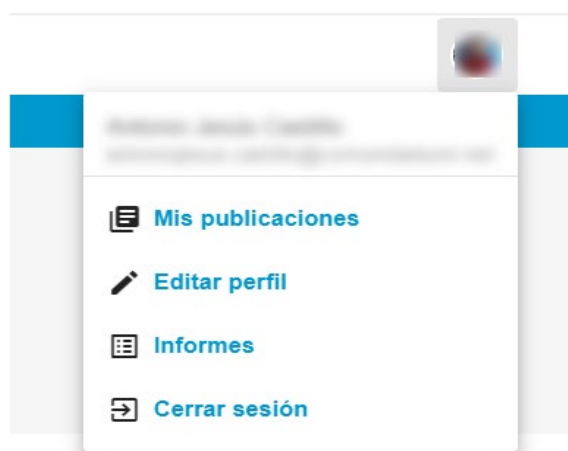 Mis publicaciones
Editar perfil
Informes
Cerrar sesión